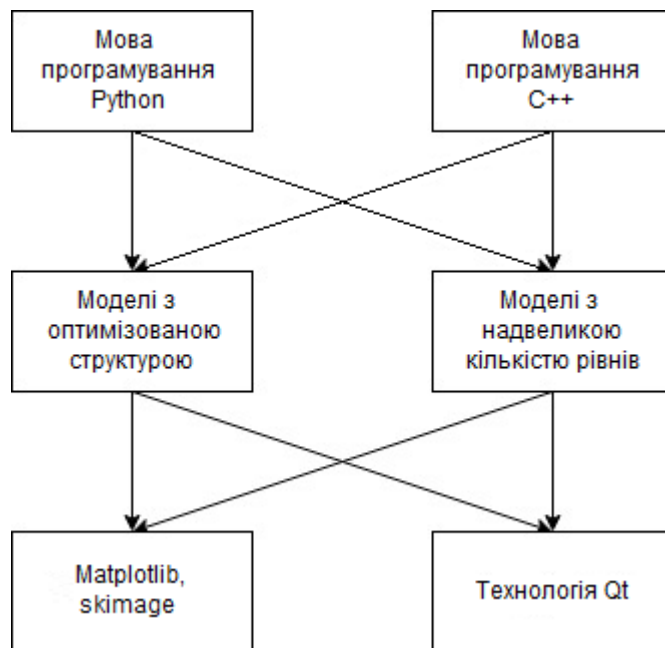 Мова
програмування
Python
Мова
програмування
C++
Моделі з
оптимізованою
структурою
Моделі з
надвеликою
кількістю рівнів
Matplotlib,
skimage
Технологія Qt